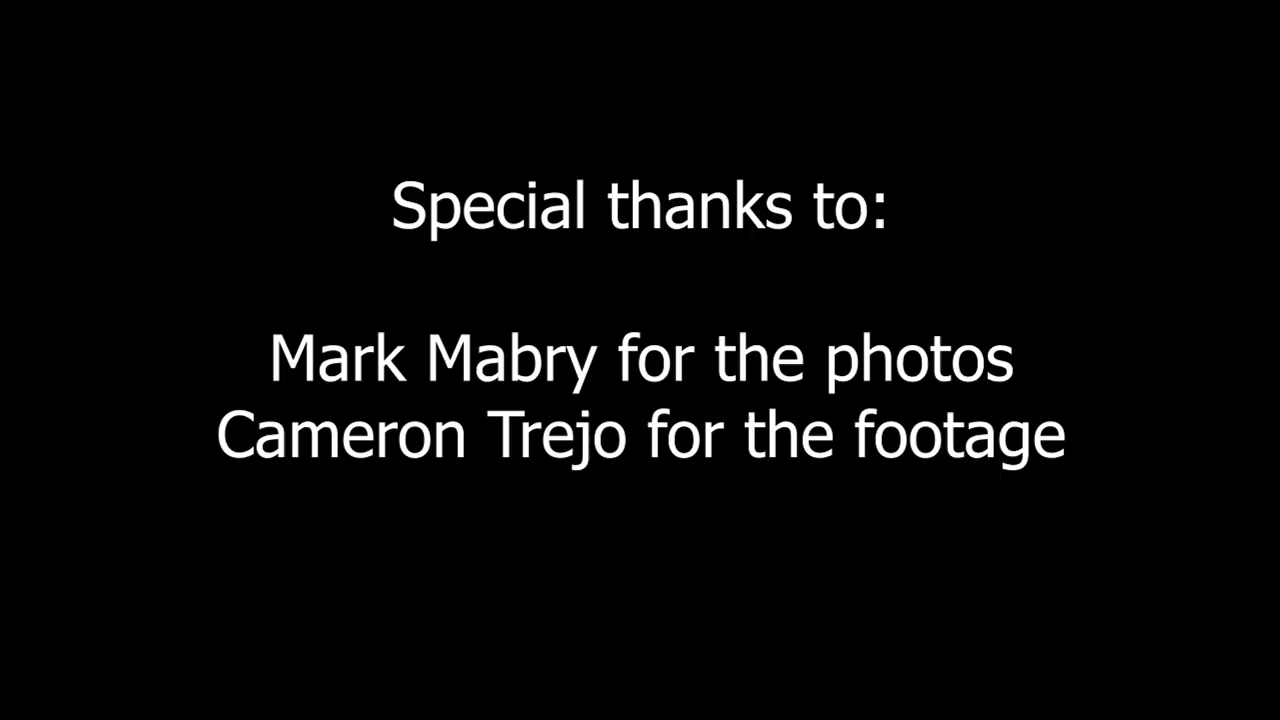 Special thanks to:
Mark Mabry for the photos
Cameron Trejo for the footage